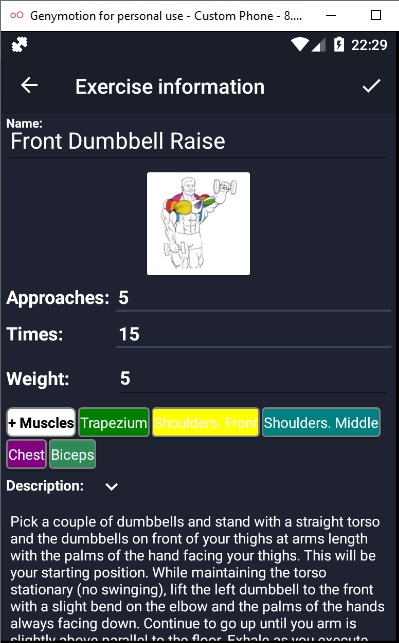 Genymotion for personal use - Custom Phone - 8....
22:29
Exercise information
Name:
Front Dumbbell Raise
Approaches: 5
Times: 15
Weight: 5
+ Muscles Trapezium Shoulders. Front Shoulders. Middle
Chest Biceps
Description:
Pick a couple of dumbbells and stand with a straight torso
and the dumbbells on front of your thighs at arms length
with the palms of the hand facing your thighs. This will be
your starting position. While maintaining the torso
stationary (no swinging), lift the left dumbbell to the front
with a slight bend on the elbow and the palms of the hands
always facing down. Continue to go up until you arm is
slightly above parallel to the floor. Exhale as you execute